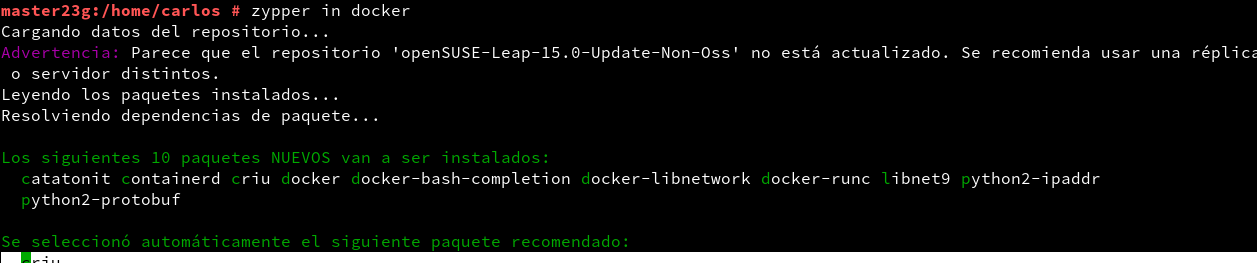 master23g:/home/carlos # zypper in docker
Cargando datos del repositorio...
Advertencia: Parece que el repositorio 'openSUSE-Leap-15.0-Update-Non-Oss' no está actualizado. Se recomienda usar una réplica
o servidor distintos.
Leyendo los paquetes instalados...
Resolviendo dependencias de paquete...
Los siguientes 10 paquetes NUEVOS van a ser instalados:
catatonit containerd criu docker docker-bash-completion docker-libnetwork docker-runc libnet9 python2-ipaddr
python2-protobuf
Se seleccionó automáticamente el siguiente paquete recomendado:
criu